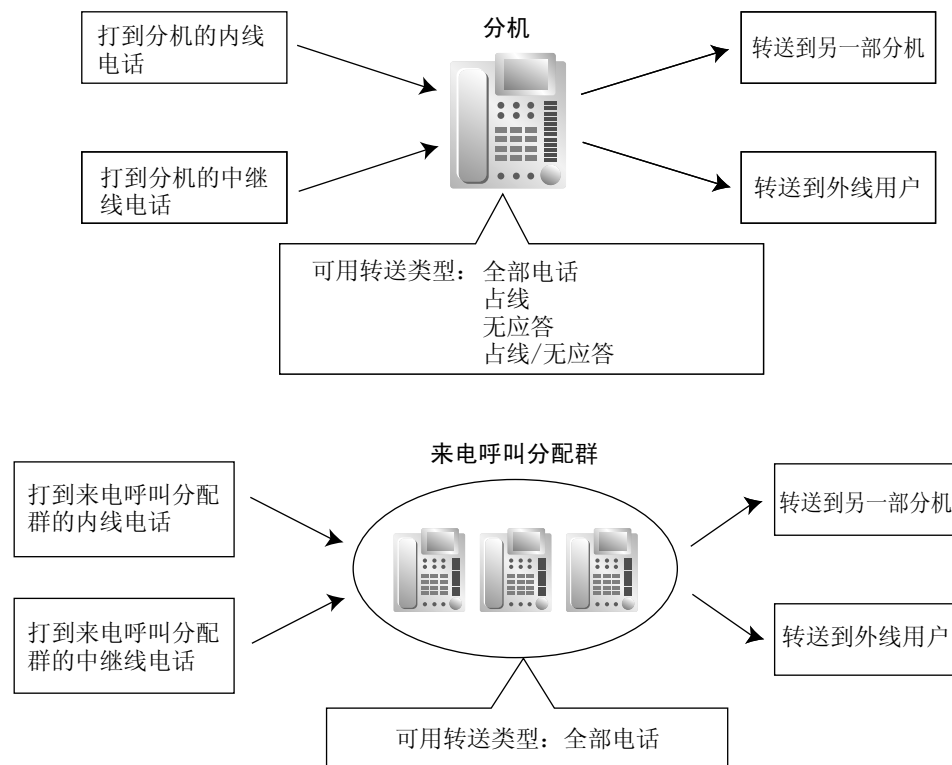 分机
打到分机的内线
电话
打到分机的中继
线电话
转送到另一部分机
转送到外线用户
可用转送类型：全部电话
占线
无应答
占线/无应答
来电呼叫分配群
打到来电呼叫分配
群的内线电话
打到来电呼叫分配
群的中继线电话
转送到另一部分机
转送到外线用户
可用转送类型：全部电话